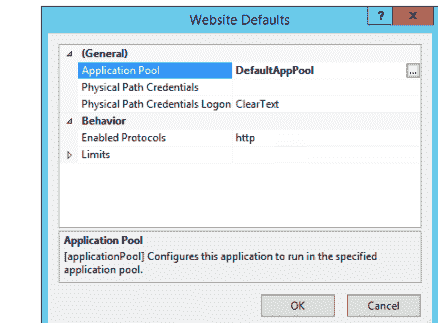 Website Defaults
? x
(General)
Application Pool DefaultAppPool ...
Physical Path Credentials
Physical Path Credentials Logon ClearText
Behavior
Enabled Protocols http
Limits
Application Pool
[applicationPool] Configures this application to run in the specified
application pool.
OK Cancel